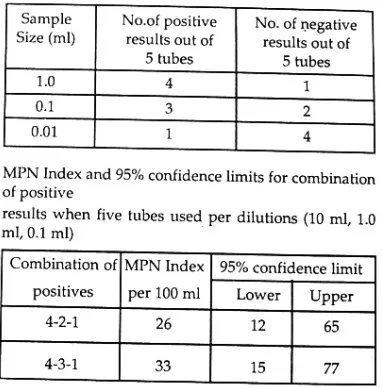 Sample Size (ml) No.of positive results out of 5 tubes No. of negative results out of 5 tubes
1.0 4 1
0.1 3 2
0.01 1 4
MPN Index and 95% confidence limits for combination
of positive
results when five tubes used per dilutions (10 ml, 1.0
ml, 0.1 ml)
Combination of positives MPN Index per 100 ml 95% confidence limit
Lower Upper
4-2-1 26 12 65
4-3-1 33 15 77